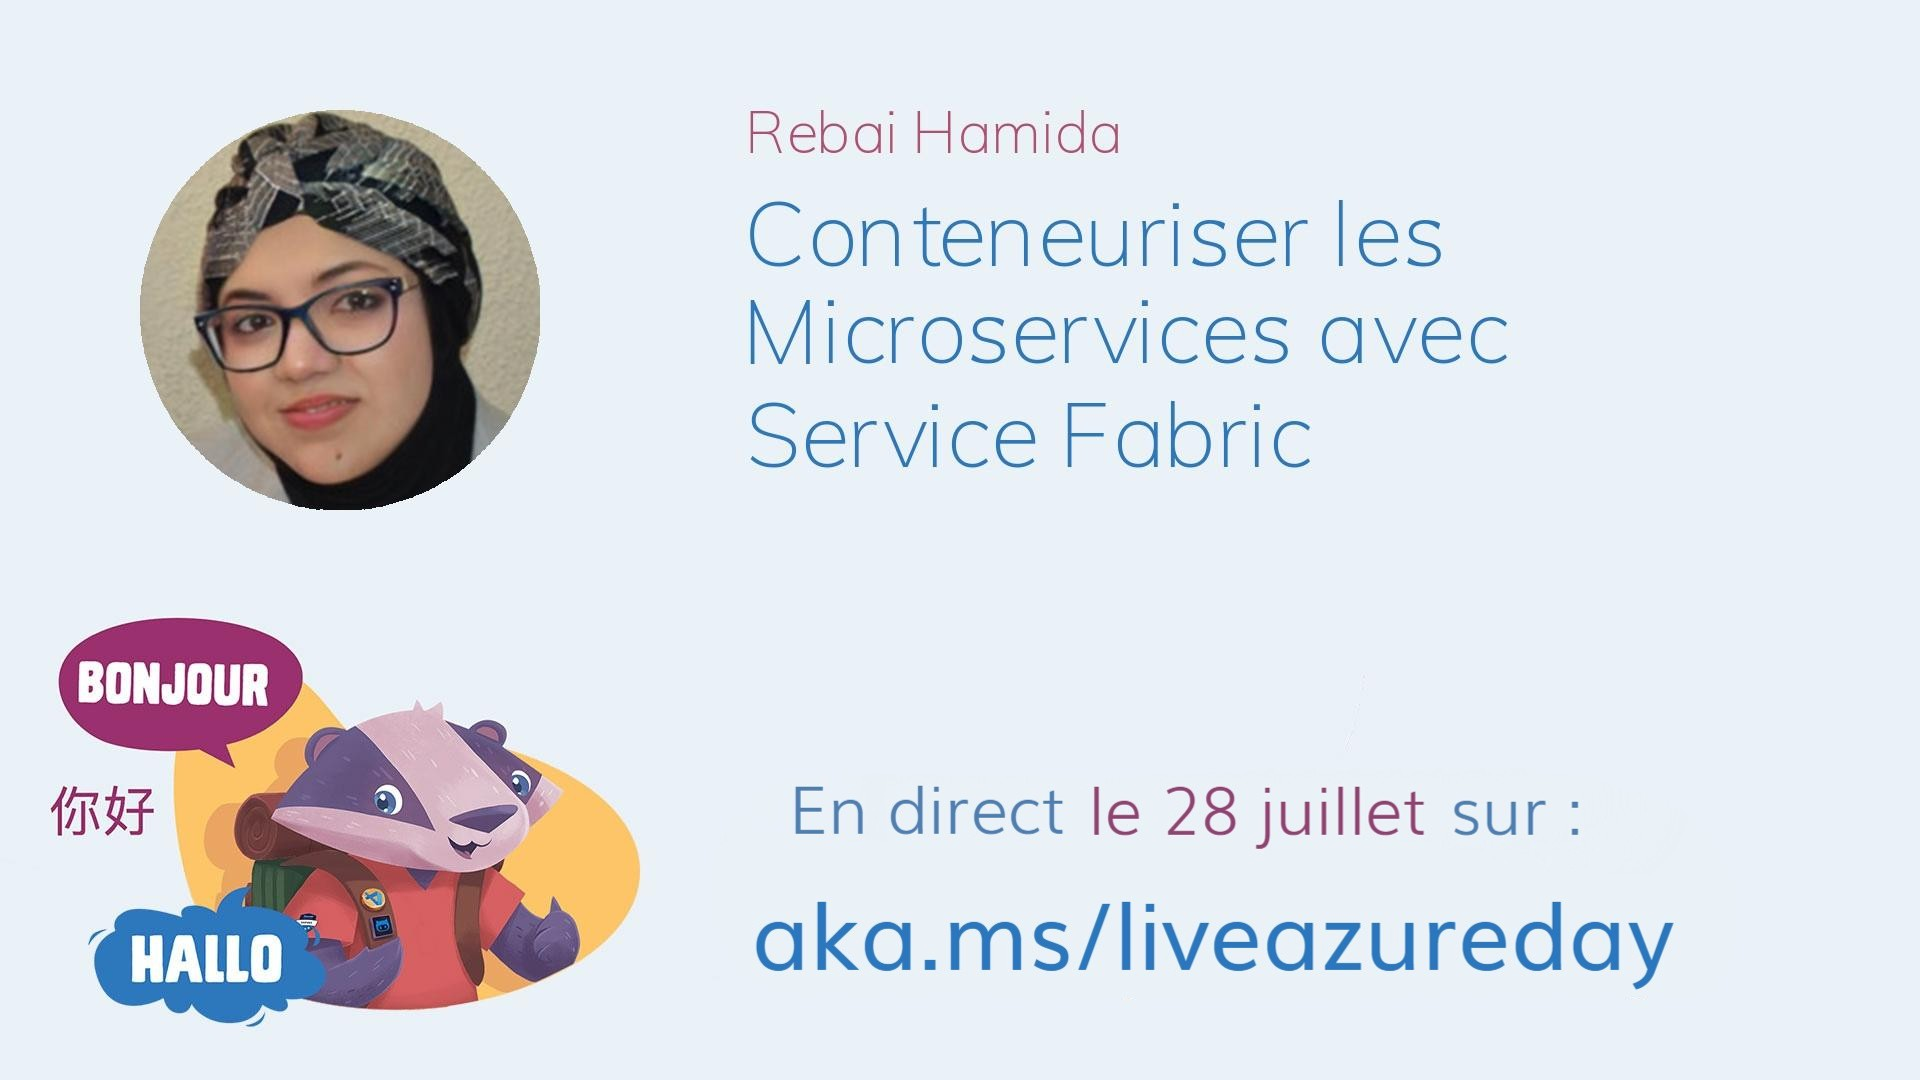 Rebai Hamida
Conteneuriser les
Microservices avec
Service Fabric
BONJOUR
你好
HALLO
En direct le 28 juillet sur :
aka.ms/liveazureday